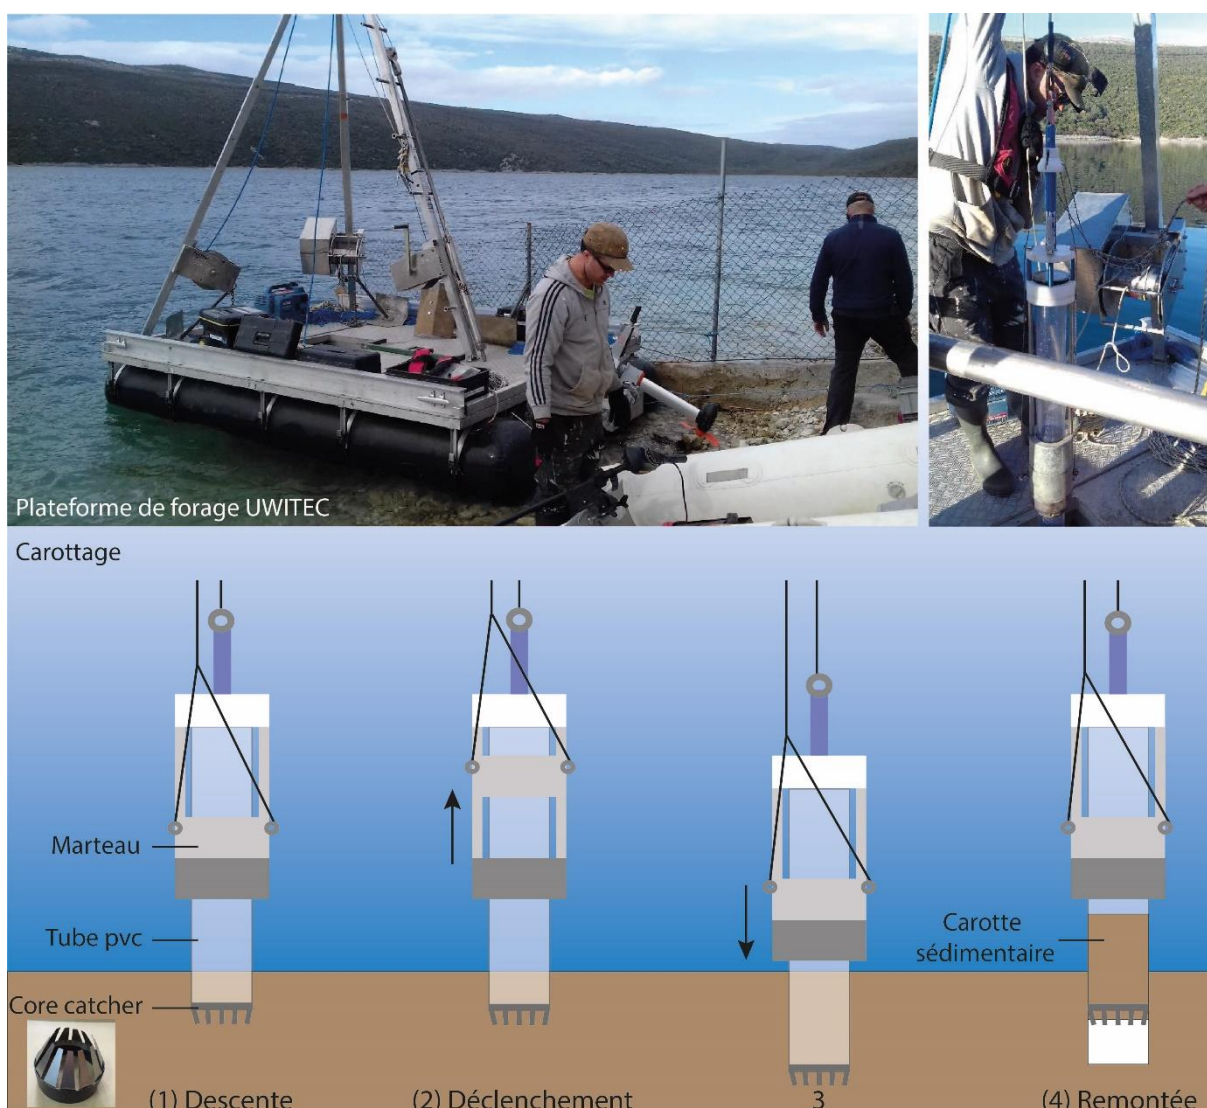 Plateforme de forage UWITEC
Carottage
Marteau
Tube pvc
Carotte
sédimentaire
Core catcher
(1) Descente
(2) Déclenchement
3
(4) Remontée